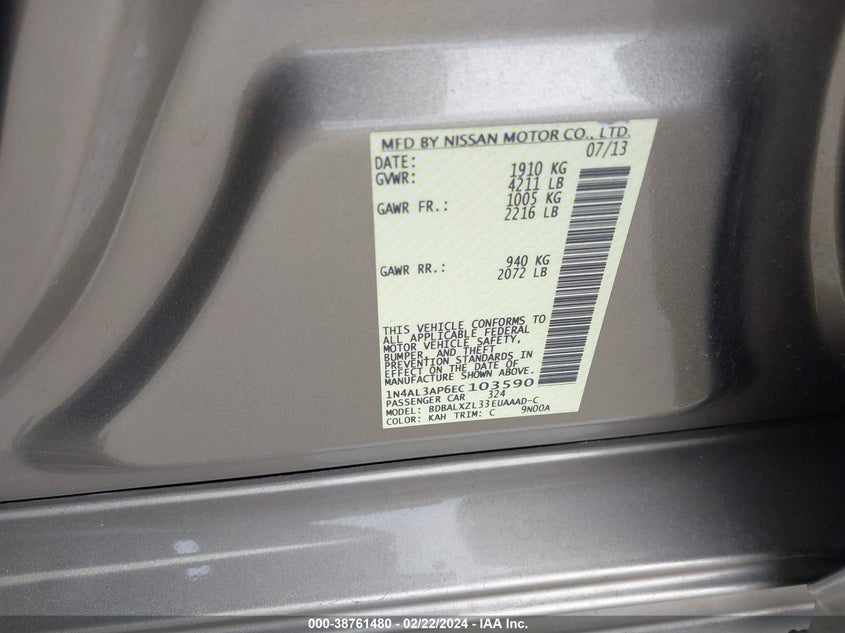 MFD BY NISSAN MOTOR CO., LTD.
DATE: 07/13
GVWR: 1910 KG
4211 LB
GAWR FR.: 1005 KG
2216 LB
GAWR RR.: 940 KG
2072 LB
THIS VEHICLE CONFORMS TO
ALL APPLICABLE FEDERAL
MOTOR VEHICLE SAFETY,
BUMPER, AND THEFT
PREVENTION STANDARDS IN
EFFECT ON THE DATE OF
MANUFACTURE SHOWN ABOVE.
1N4AL3AP6EC103590
PASSENGER CAR 324
MODEL: BDBALXZL33EUAAAD-C
COLOR: KAH TRIM: C 9N00A
000-38761480 - 02/22/2024 - IAA Inc.